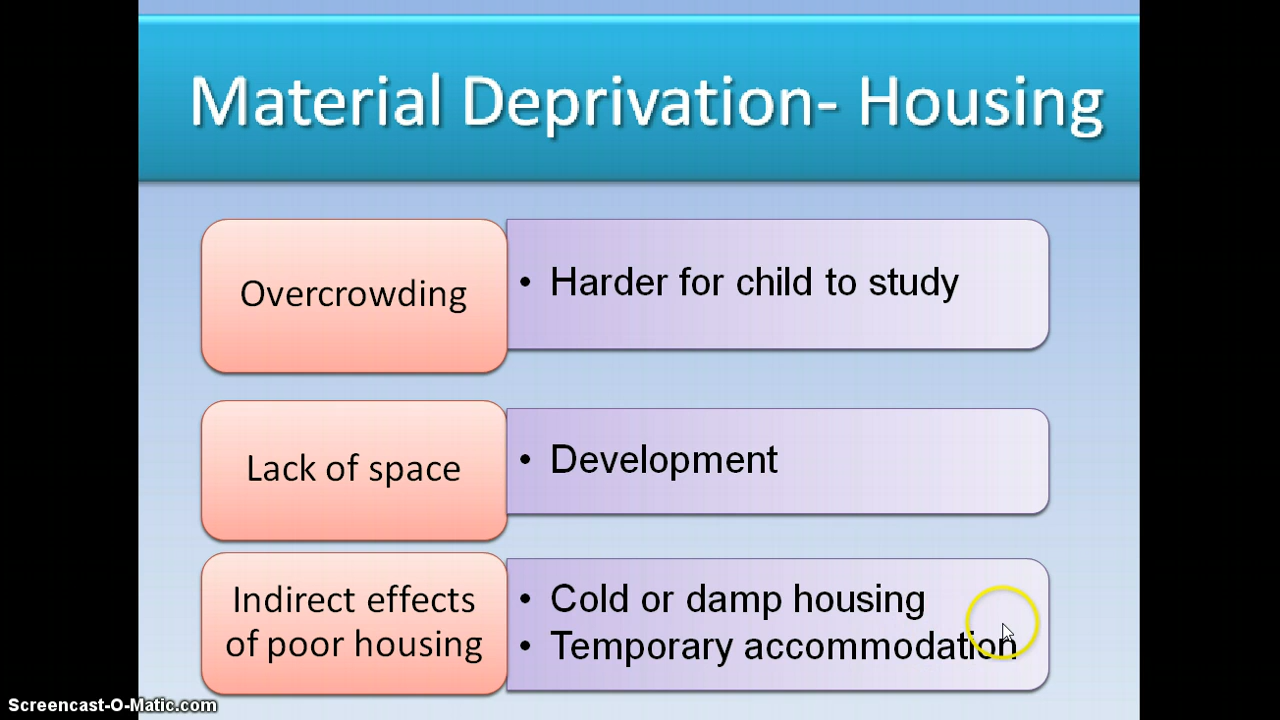 Material Deprivation- Housing
Overcrowding
• Harder for child to study
Lack of space
• Development
Indirect effects
of poor housing
• Cold or damp housing
• Temporary accommodation
Screencast-O-Matic.com